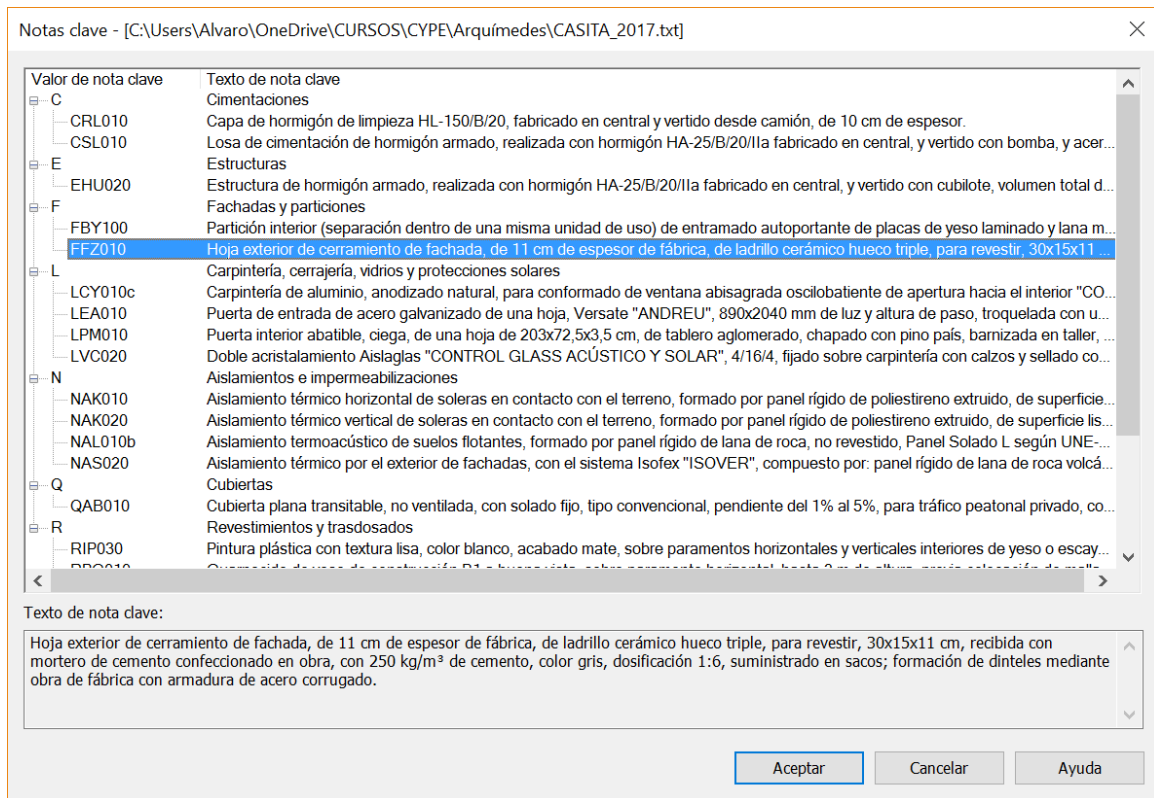 Notas clave - [C:\Users\Alvaro\OneDrive\CURSOS\CYPE\Arquímedes\CASITA_2017.txt]
Valor de nota clave Texto de nota clave
C Cimentaciones
CRL010 Capa de hormigón de limpieza HL-150/B/20, fabricado en central y vertido desde camión, de 10 cm de espesor.
CSL010 Losa de cimentación de hormigón armado, realizada con hormigón HA-25/B/20/IIa fabricado en central, y vertido con bomba, y acer...
E Estructuras
EHU020 Estructura de hormigón armado, realizada con hormigón HA-25/B/20/IIa fabricado en central, y vertido con cubilote, volumen total d...
F Fachadas y particiones
FBY100 Partición interior (separación dentro de una misma unidad de uso) de entramado autoportante de placas de yeso laminado y lana m...
FFZ010 Hoja exterior de cerramiento de fachada, de 11 cm de espesor de fábrica, de ladrillo cerámico hueco triple, para revestir, 30x15x11 ...
L Carpintería, cerrajería, vidrios y protecciones solares
LCY010c Carpintería de aluminio, anodizado natural, para conformado de ventana abisagrada oscilobatiente de apertura hacia el interior "CO...
LEA010 Puerta de entrada de acero galvanizado de una hoja, Versate "ANDREU", 890x2040 mm de luz y altura de paso, troquelada con u...
LPM010 Puerta interior abatible, ciega, de una hoja de 203x72,5x3,5 cm, de tablero aglomerado, chapado con pino país, barnizada en taller, ...
LVC020 Doble acristalamiento Aislaglas "CONTROL GLASS ACÚSTICO Y SOLAR", 4/16/4, fijado sobre carpintería con calzos y sellado co...
N Aislamientos e impermeabilizaciones
NAK010 Aislamiento térmico horizontal de soleras en contacto con el terreno, formado por panel rígido de poliestireno extruido, de superficie...
NAK020 Aislamiento térmico vertical de soleras en contacto con el terreno, formado por panel rígido de poliestireno extruido, de superficie lis...
NAL010b Aislamiento termoacústico de suelos flotantes, formado por panel rígido de lana de roca, no revestido, Panel Solado L según UNE-...
NAS020 Aislamiento térmico por el exterior de fachadas, con el sistema Isofex "ISOVER", compuesto por: panel rígido de lana de roca volcá...
Q Cubiertas
QAB010 Cubierta plana transitable, no ventilada, con solado fijo, tipo convencional, pendiente del 1% al 5%, para tráfico peatonal privado, co...
R Revestimientos y trasdosados
RIP030 Pintura plástica con textura lisa, color blanco, acabado mate, sobre paramentos horizontales y verticales interiores de yeso o escay...
Texto de nota clave:
Hoja exterior de cerramiento de fachada, de 11 cm de espesor de fábrica, de ladrillo cerámico hueco triple, para revestir, 30x15x11 cm, recibida con
mortero de cemento confeccionado en obra, con 250 kg/m³ de cemento, color gris, dosificación 1:6, suministrado en sacos; formación de dinteles mediante
obra de fábrica con armadura de acero corrugado.
Aceptar Cancelar Ayuda